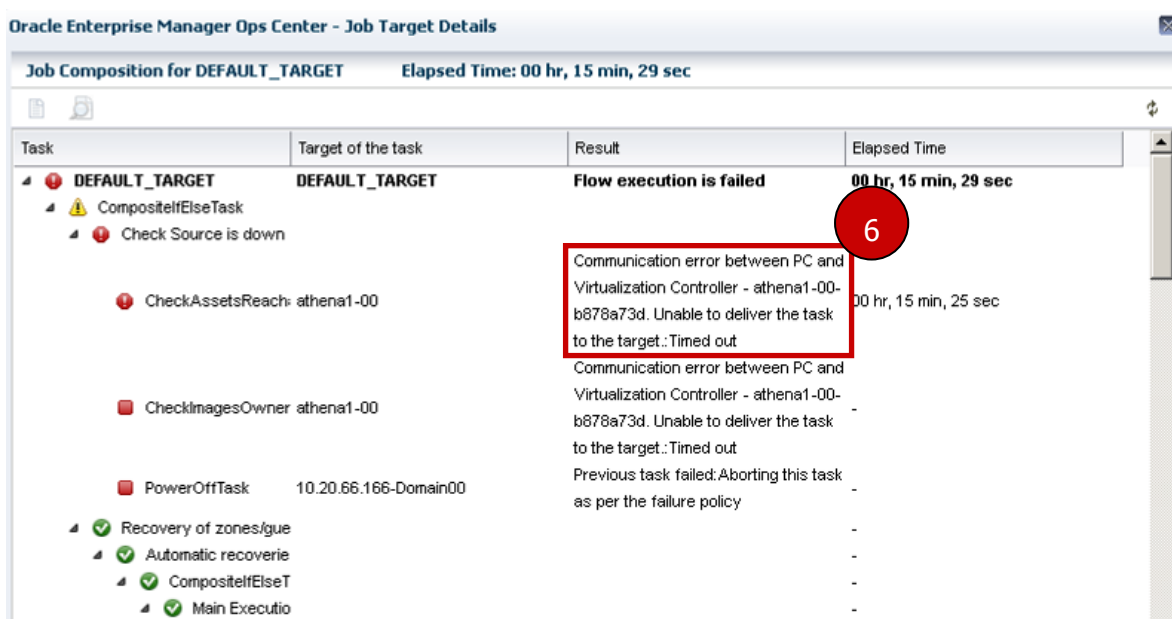 Oracle Enterprise Manager Ops Center - Job Target Details
Job Composition for DEFAULT_TARGET Elapsed Time: 00 hr, 15 min, 29 sec
Task Target of the task Result Elapsed Time
DEFAULT_TARGET DEFAULT_TARGET Flow execution is failed 00 hr, 15 min, 29 sec
CompositeIfElseTask
6
Check Source is down
CheckAssetsReach athena1-00
Communication error between PC and
Virtualization Controller - athena1-00-
b878a73d. Unable to deliver the task
to the target.:Timed out
00 hr, 15 min, 25 sec
CheckImagesOwner athena1-00
Communication error between PC and
Virtualization Controller - athena1-00-
b878a73d. Unable to deliver the task
to the target.:Timed out
-
PowerOffTask 10.20.66.166-Domain00
Previous task failed:Aborting this task
as per the failure policy
-
Recovery of zones/gue -
Automatic recoverie -
CompositeIfElseT -
Main Executio -